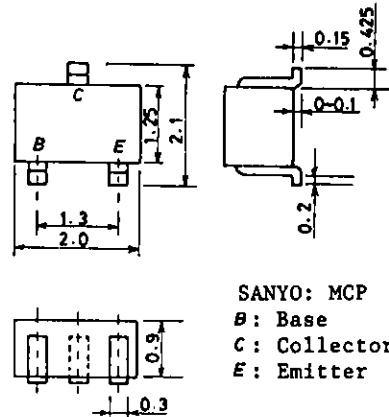 0.15
0.425
C
B
E
1.25
2.1
0~0.1
0.2
1.3
2.0
0.9
0.3
SANYO: MCP
B: Base
C: Collector
E: Emitter